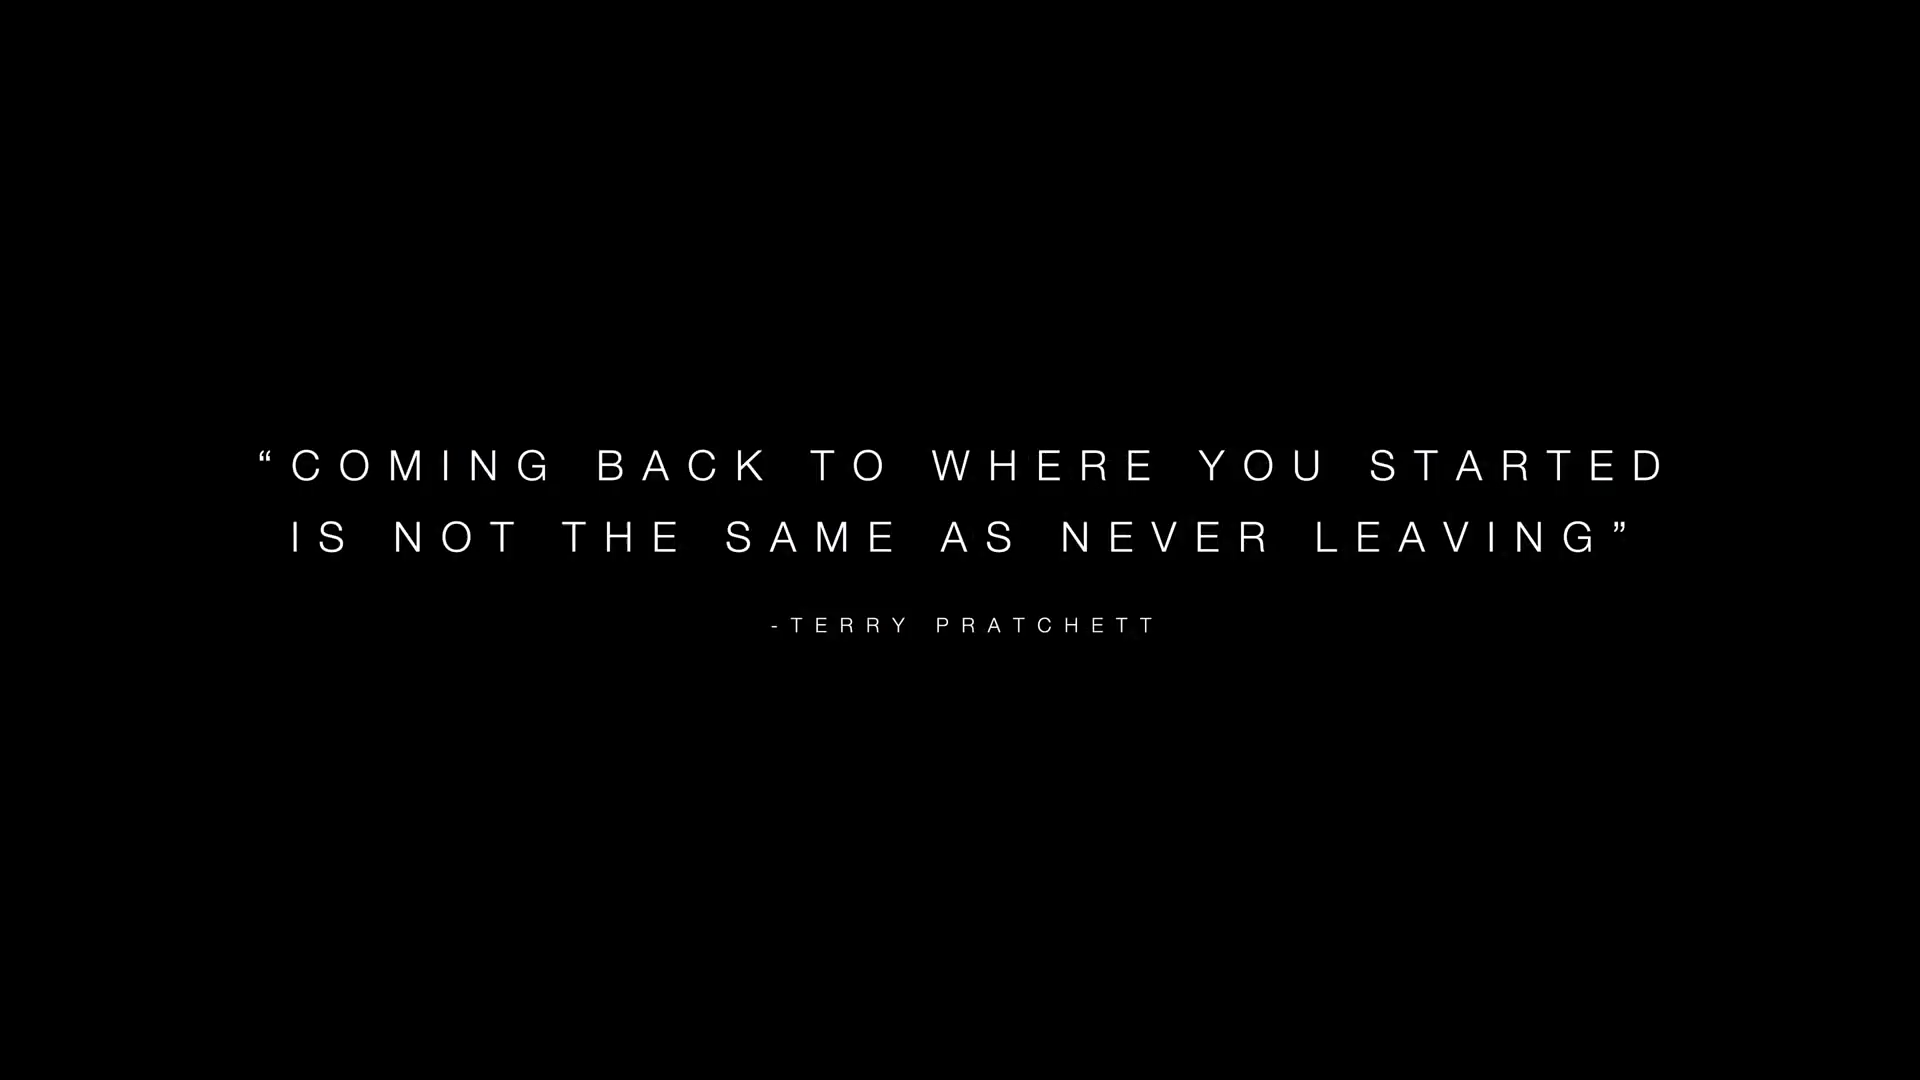 “COMING BACK TO WHERE YOU STARTED
IS NOT THE SAME AS NEVER LEAVING”
-TERRY PRATCHETT